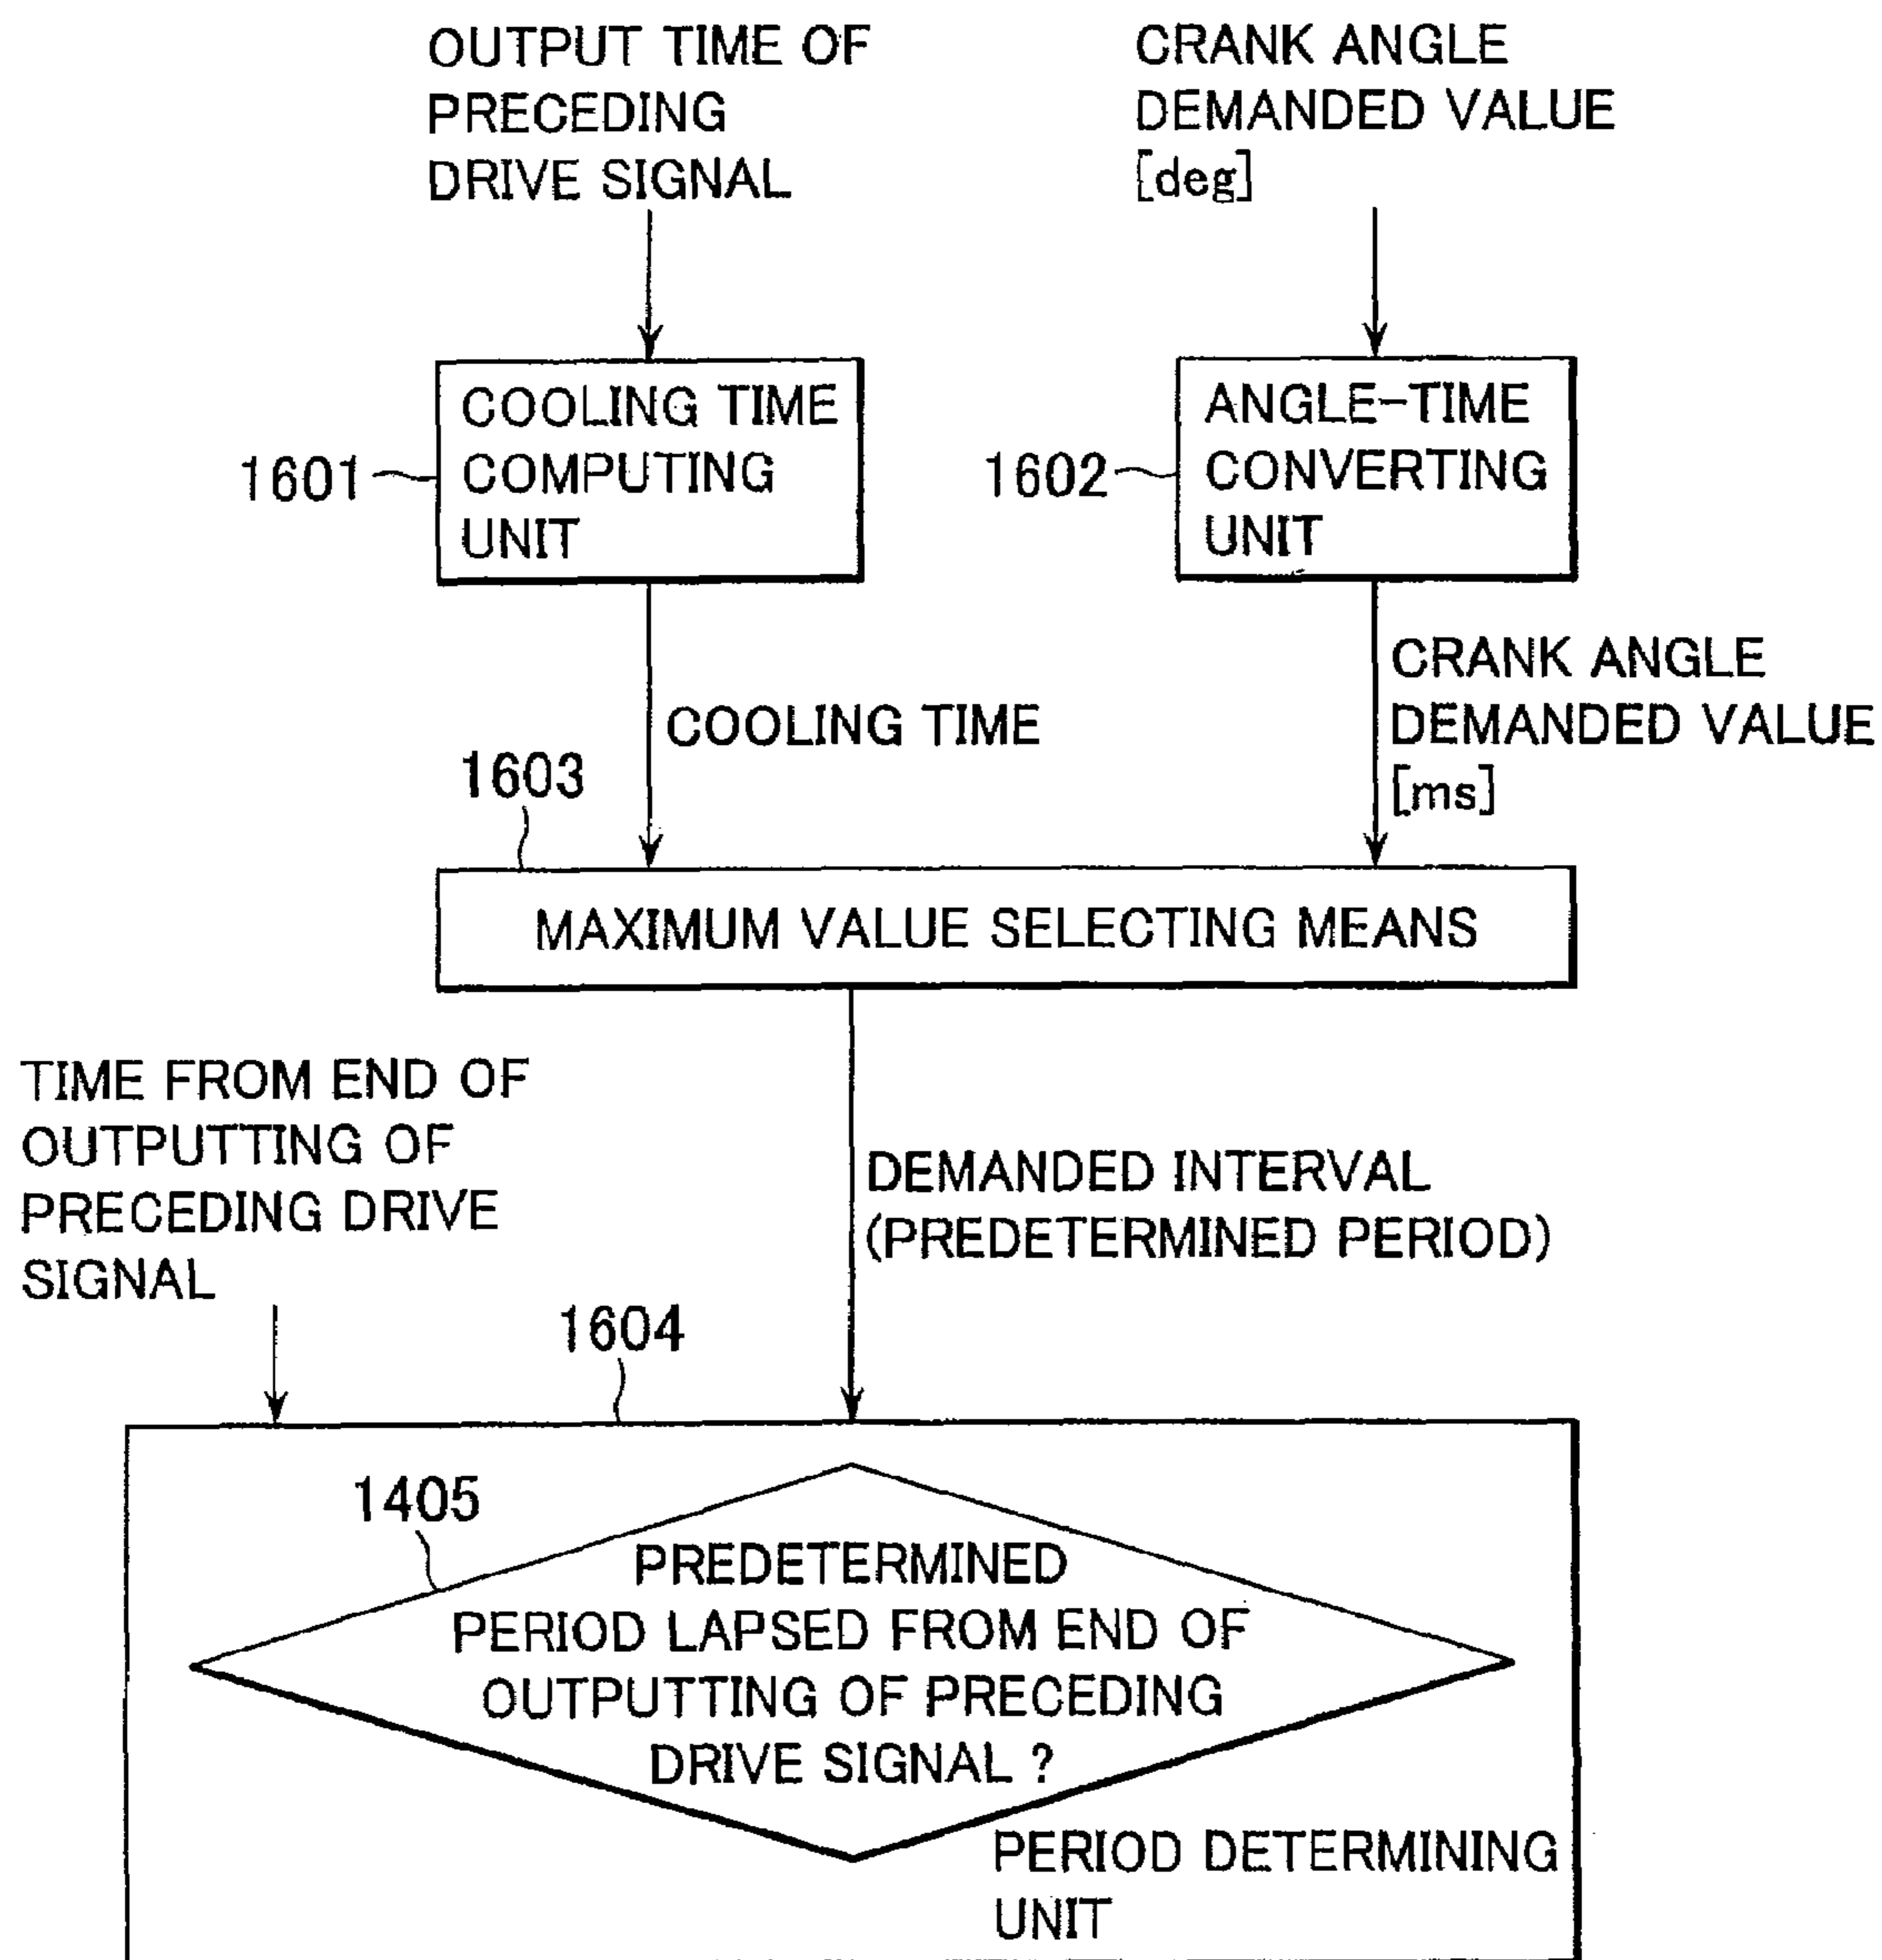 OUTPUT TIME OF
PRECEDING
DRIVE SIGNAL
CRANK ANGLE
DEMANDED VALUE
[deg]
1601
COOLING TIME
COMPUTING
UNIT
1602
ANGLE-TIME
CONVERTING
UNIT
COOLING TIME
CRANK ANGLE
DEMANDED VALUE
[ms]
1603
MAXIMUM VALUE SELECTING MEANS
TIME FROM END OF
OUTPUTTING OF
PRECEDING DRIVE
SIGNAL
DEMANDED INTERVAL
(PREDETERMINED PERIOD)
1604
1405
PREDETERMINED
PERIOD LAPSED FROM END OF
OUTPUTTING OF PRECEDING
DRIVE SIGNAL ?
PERIOD DETERMINING
UNIT